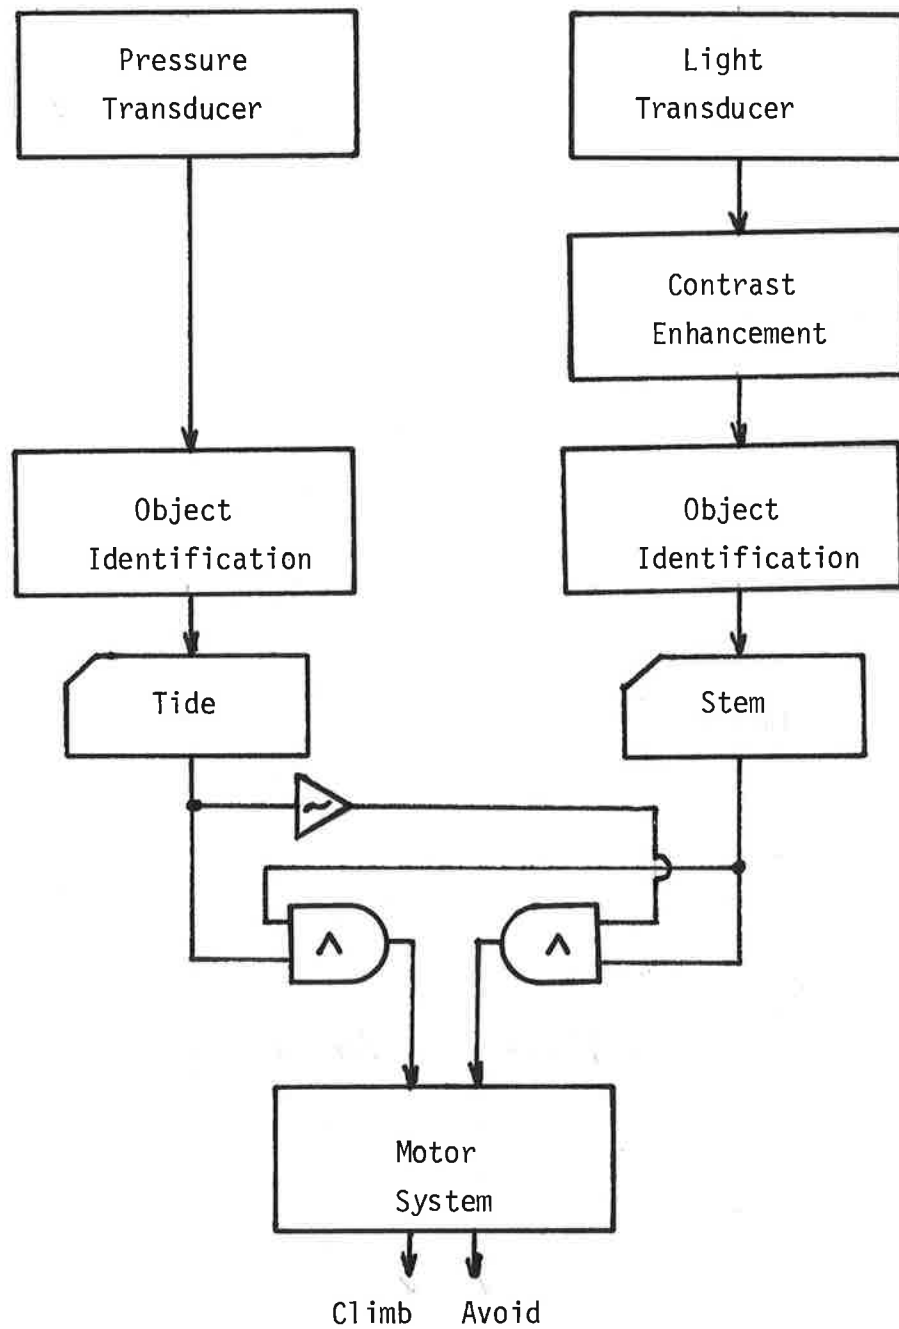 Pressure
Transducer
Light
Transducer
Contrast
Enhancement
Object
Identification
Object
Identification
Tide
Stem
~
^
^
Motor
System
Climb Avoid